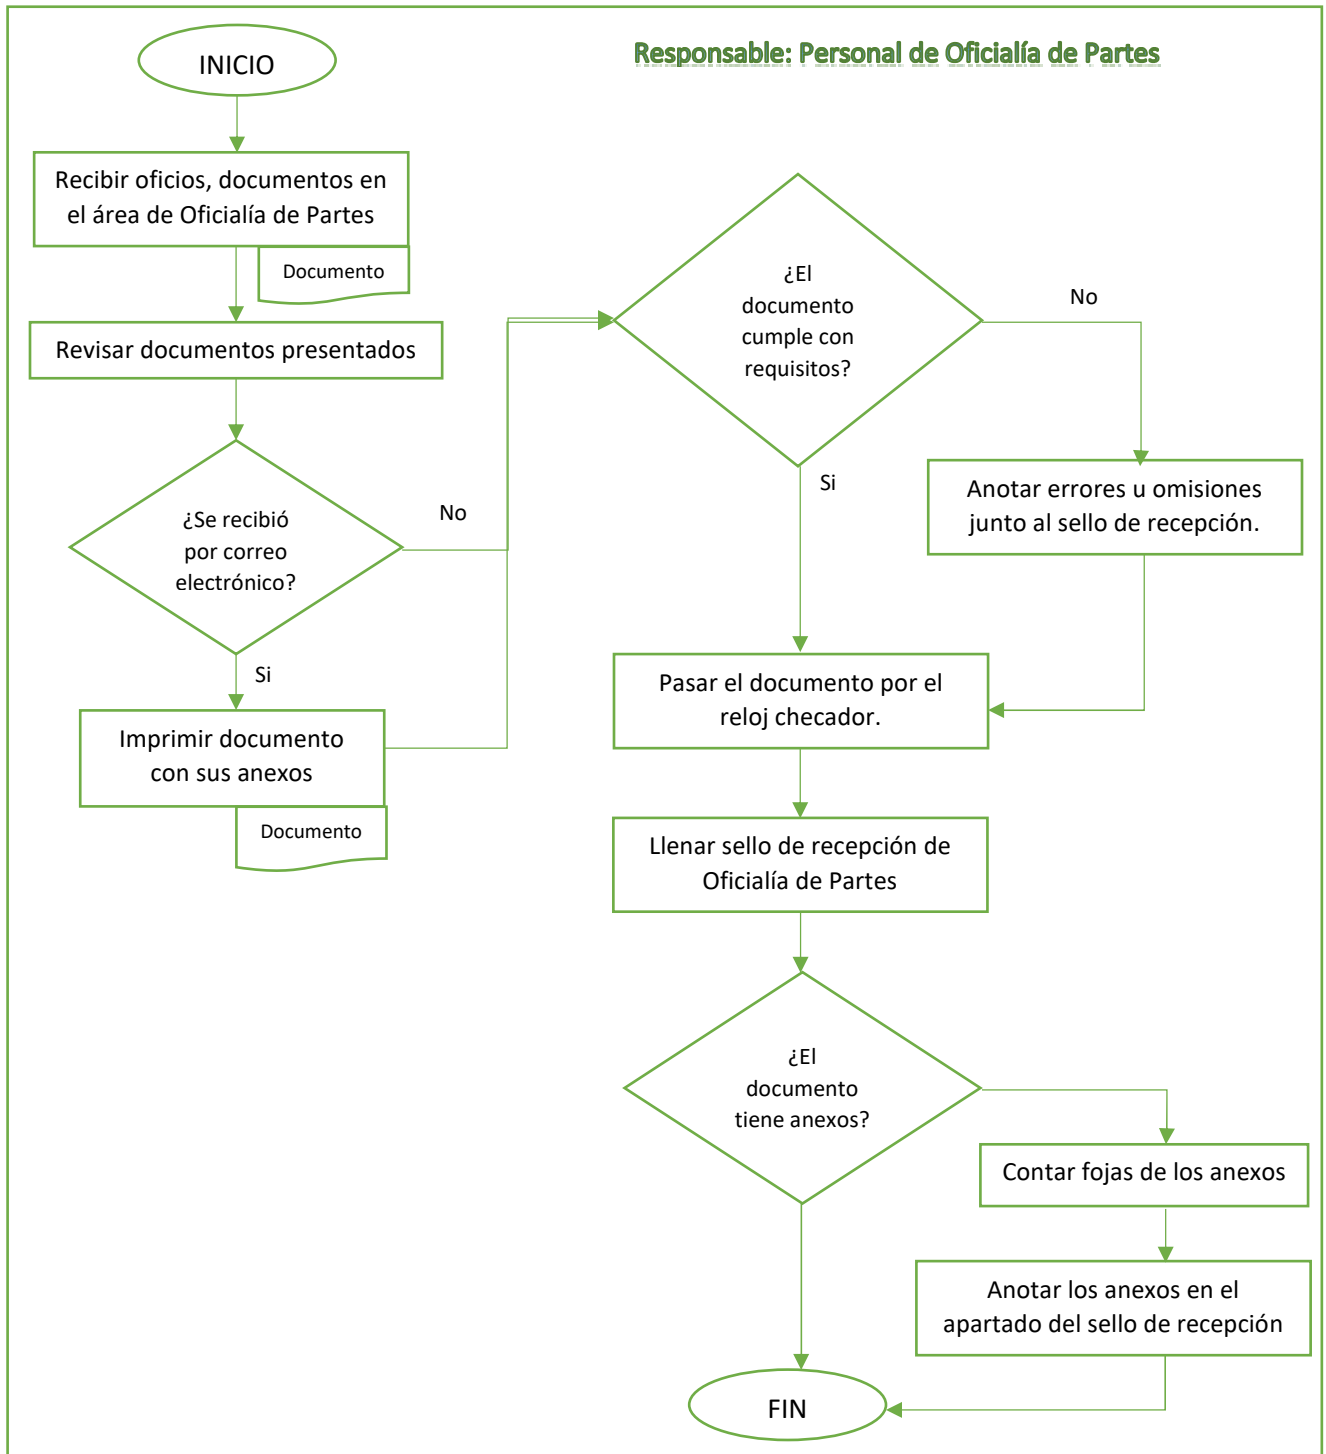 Responsable: Personal de Oficialía de Partes
INICIO
Recibir oficios, documentos en
el área de Oficialía de Partes
Documento
Revisar documentos presentados
¿Se recibió
por correo
electrónico?
No
Si
Imprimir documento
con sus anexos
Documento
¿El
documento
cumple con
requisitos?
No
Si
Anotar errores u omisiones
junto al sello de recepción.
Pasar el documento por el
reloj checador.
Llenar sello de recepción de
Oficialía de Partes
¿El
documento
tiene anexos?
Contar fojas de los anexos
Anotar los anexos en el
apartado del sello de recepción
FIN